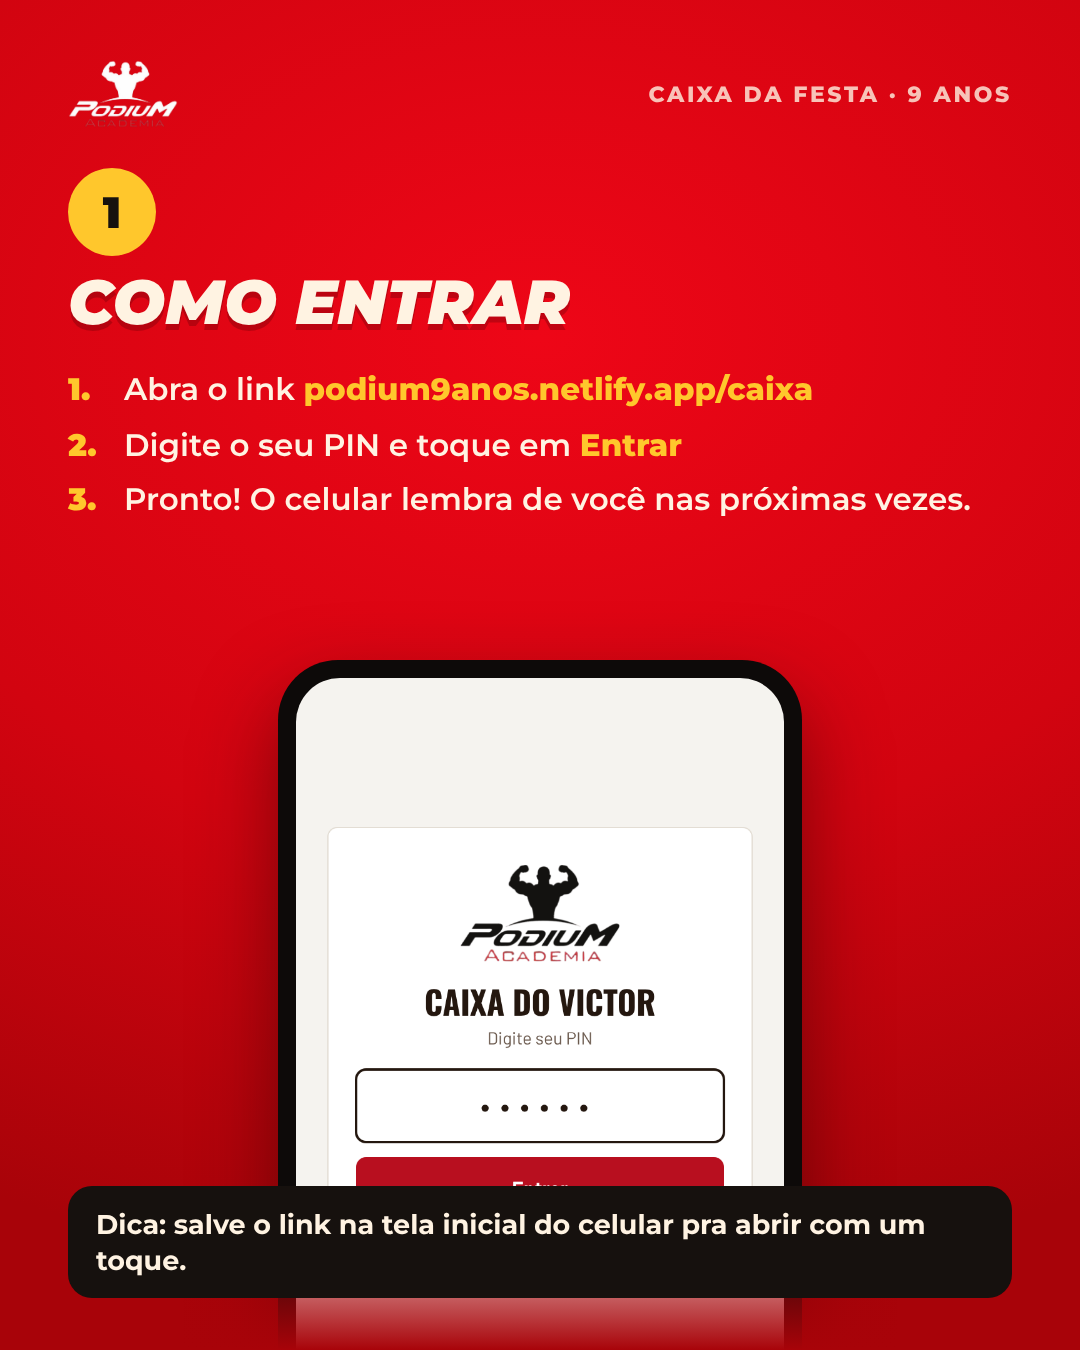 PODIUM
ACADEMIA
CAIXA DA FESTA · 9 ANOS
1
COMO ENTRAR
1. Abra o link podium9anos.netlify.app/caixa
2. Digite o seu PIN e toque em Entrar
3. Pronto! O celular lembra de você nas próximas vezes.
PODIUM
ACADEMIA
CAIXA DO VICTOR
Digite seu PIN
Entrar
Dica: salve o link na tela inicial do celular pra abrir com um
toque.